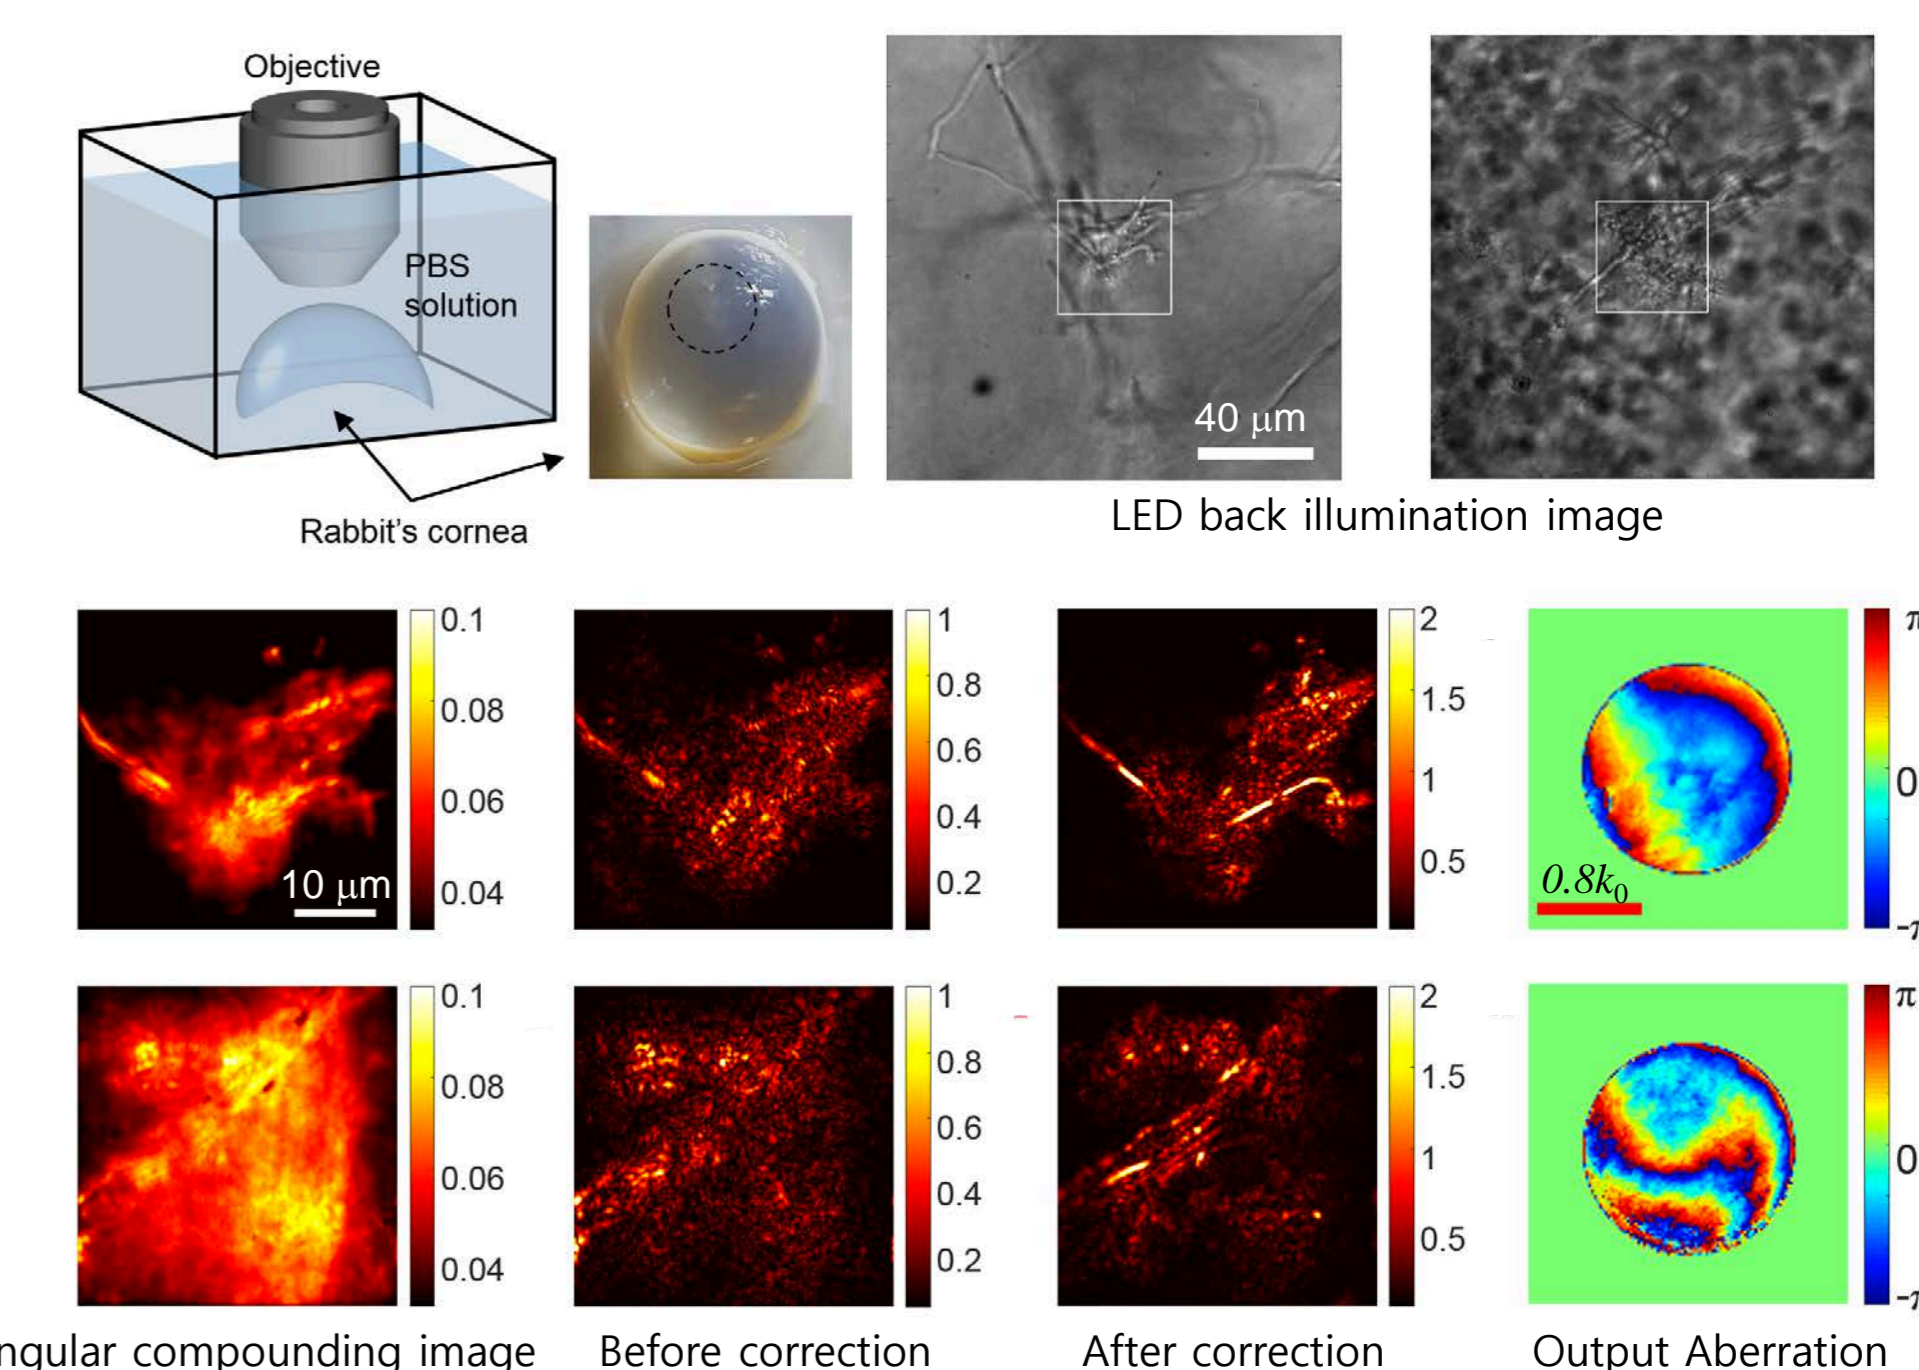 Objective
PBS
solution
Rabbit's cornea
40 μm
LED back illumination image
0.1
0.08
0.06
0.04
10 μm
1
0.8
0.6
0.4
0.2
2
1.5
1
0.5
0.8k0
π
0
-π
0.1
0.08
0.06
0.04
1
0.8
0.6
0.4
0.2
2
1.5
1
0.5
π
0
-π
compounding image
Before correction
After correction
Output Aberration